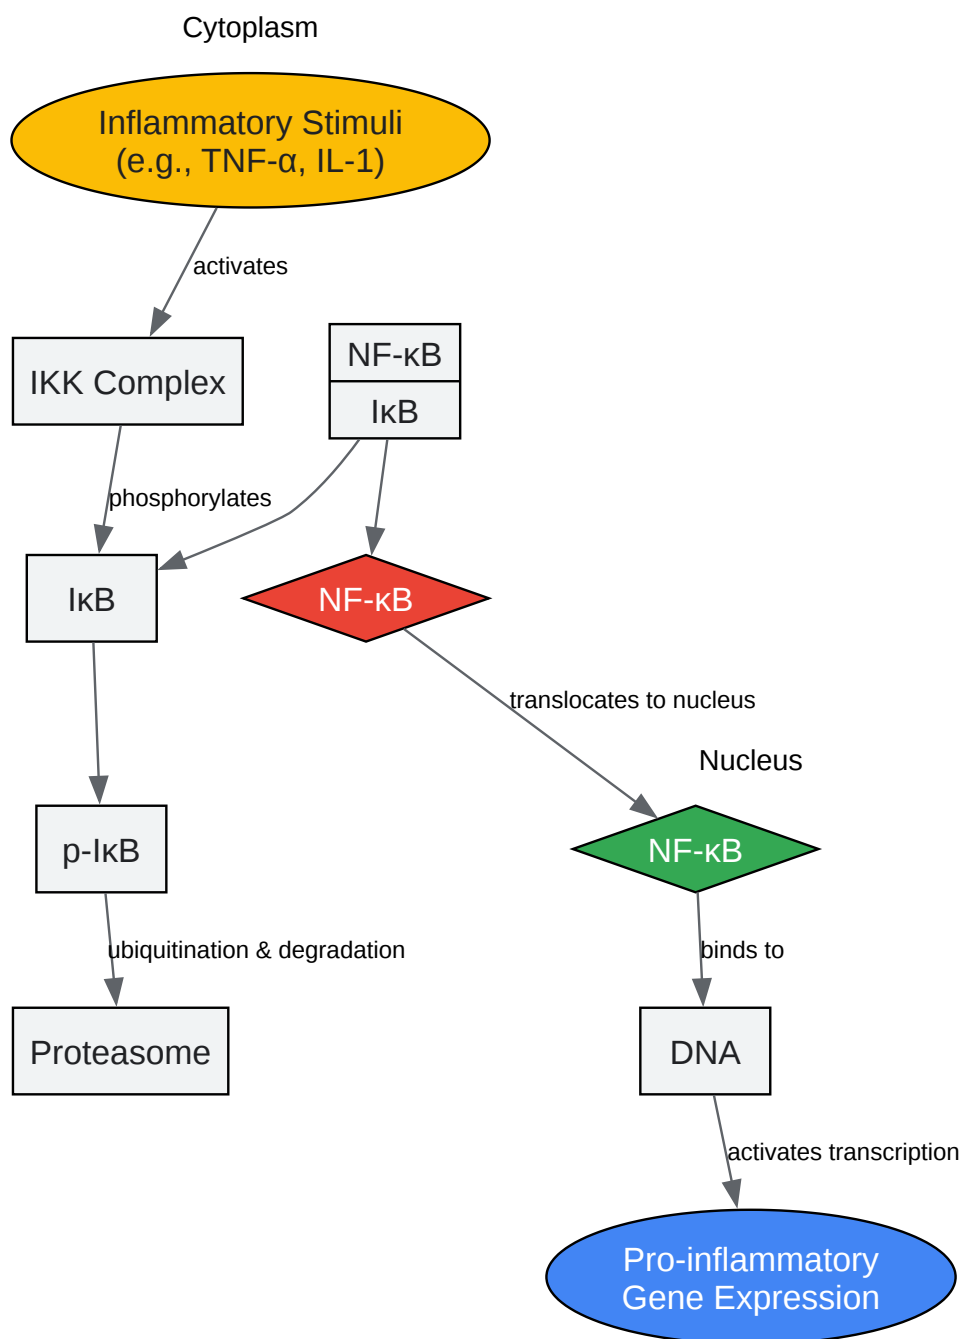 Cytoplasm
Inflammatory Stimuli
(e.g., TNF-α, IL-1)
activates
IKK Complex
NF-κB
IκB
phosphorylates
IκB
NF-κB
translocates to nucleus
Nucleus
p-IκB
NF-κB
ubiquitination & degradation
binds to
Proteasome
DNA
activates transcription
Pro-inflammatory
Gene Expression